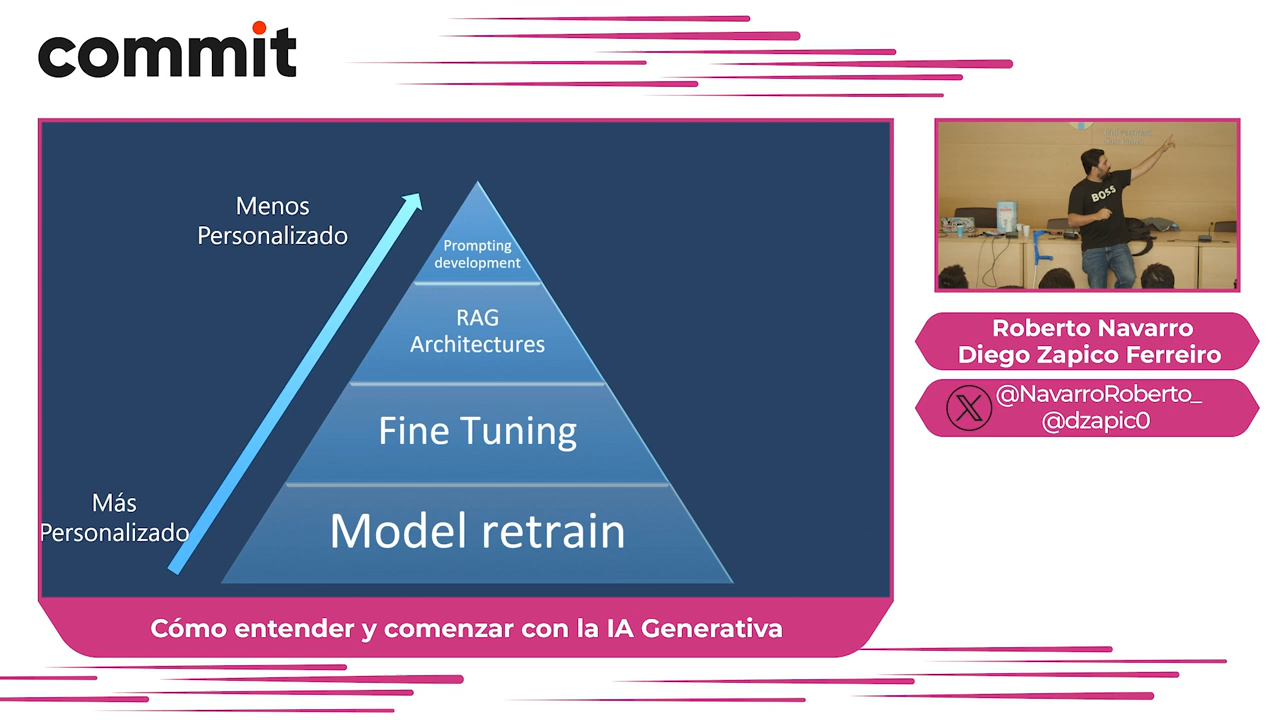 commit
Menos
Personalizado
Prompting
development
RAG
Architectures
Fine Tuning
Más
Personalizado
Model retrain
Cómo entender y comenzar con la IA Generativa
BOSS
Roberto Navarro
Diego Zapico Ferreiro
@NavarroRoberto_
@dzapic0